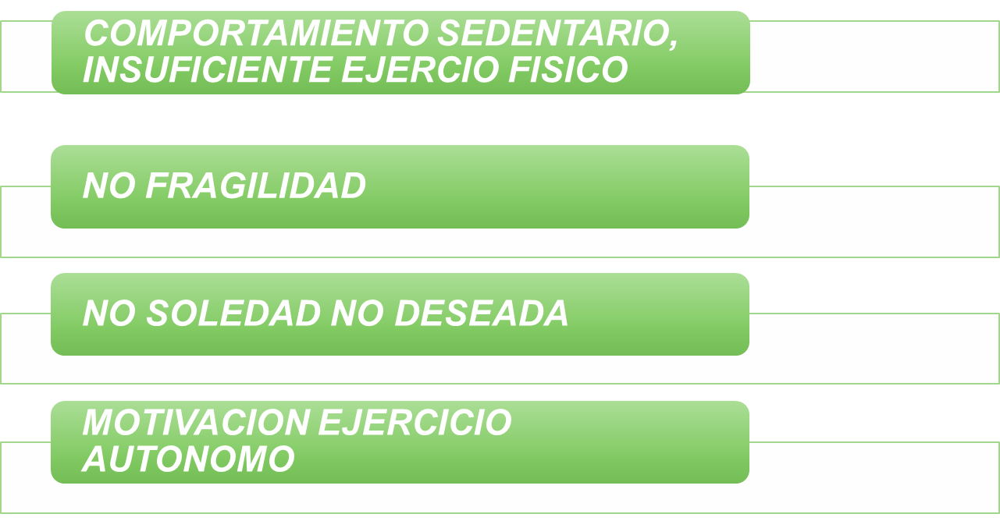 COMPORTAMIENTO SEDENTARIO,
INSUFICIENTE EJERCIO FISICO
NO FRAGILIDAD
NO SOLEDAD NO DESEADA
MOTIVACION EJERCICIO
AUTONOMO